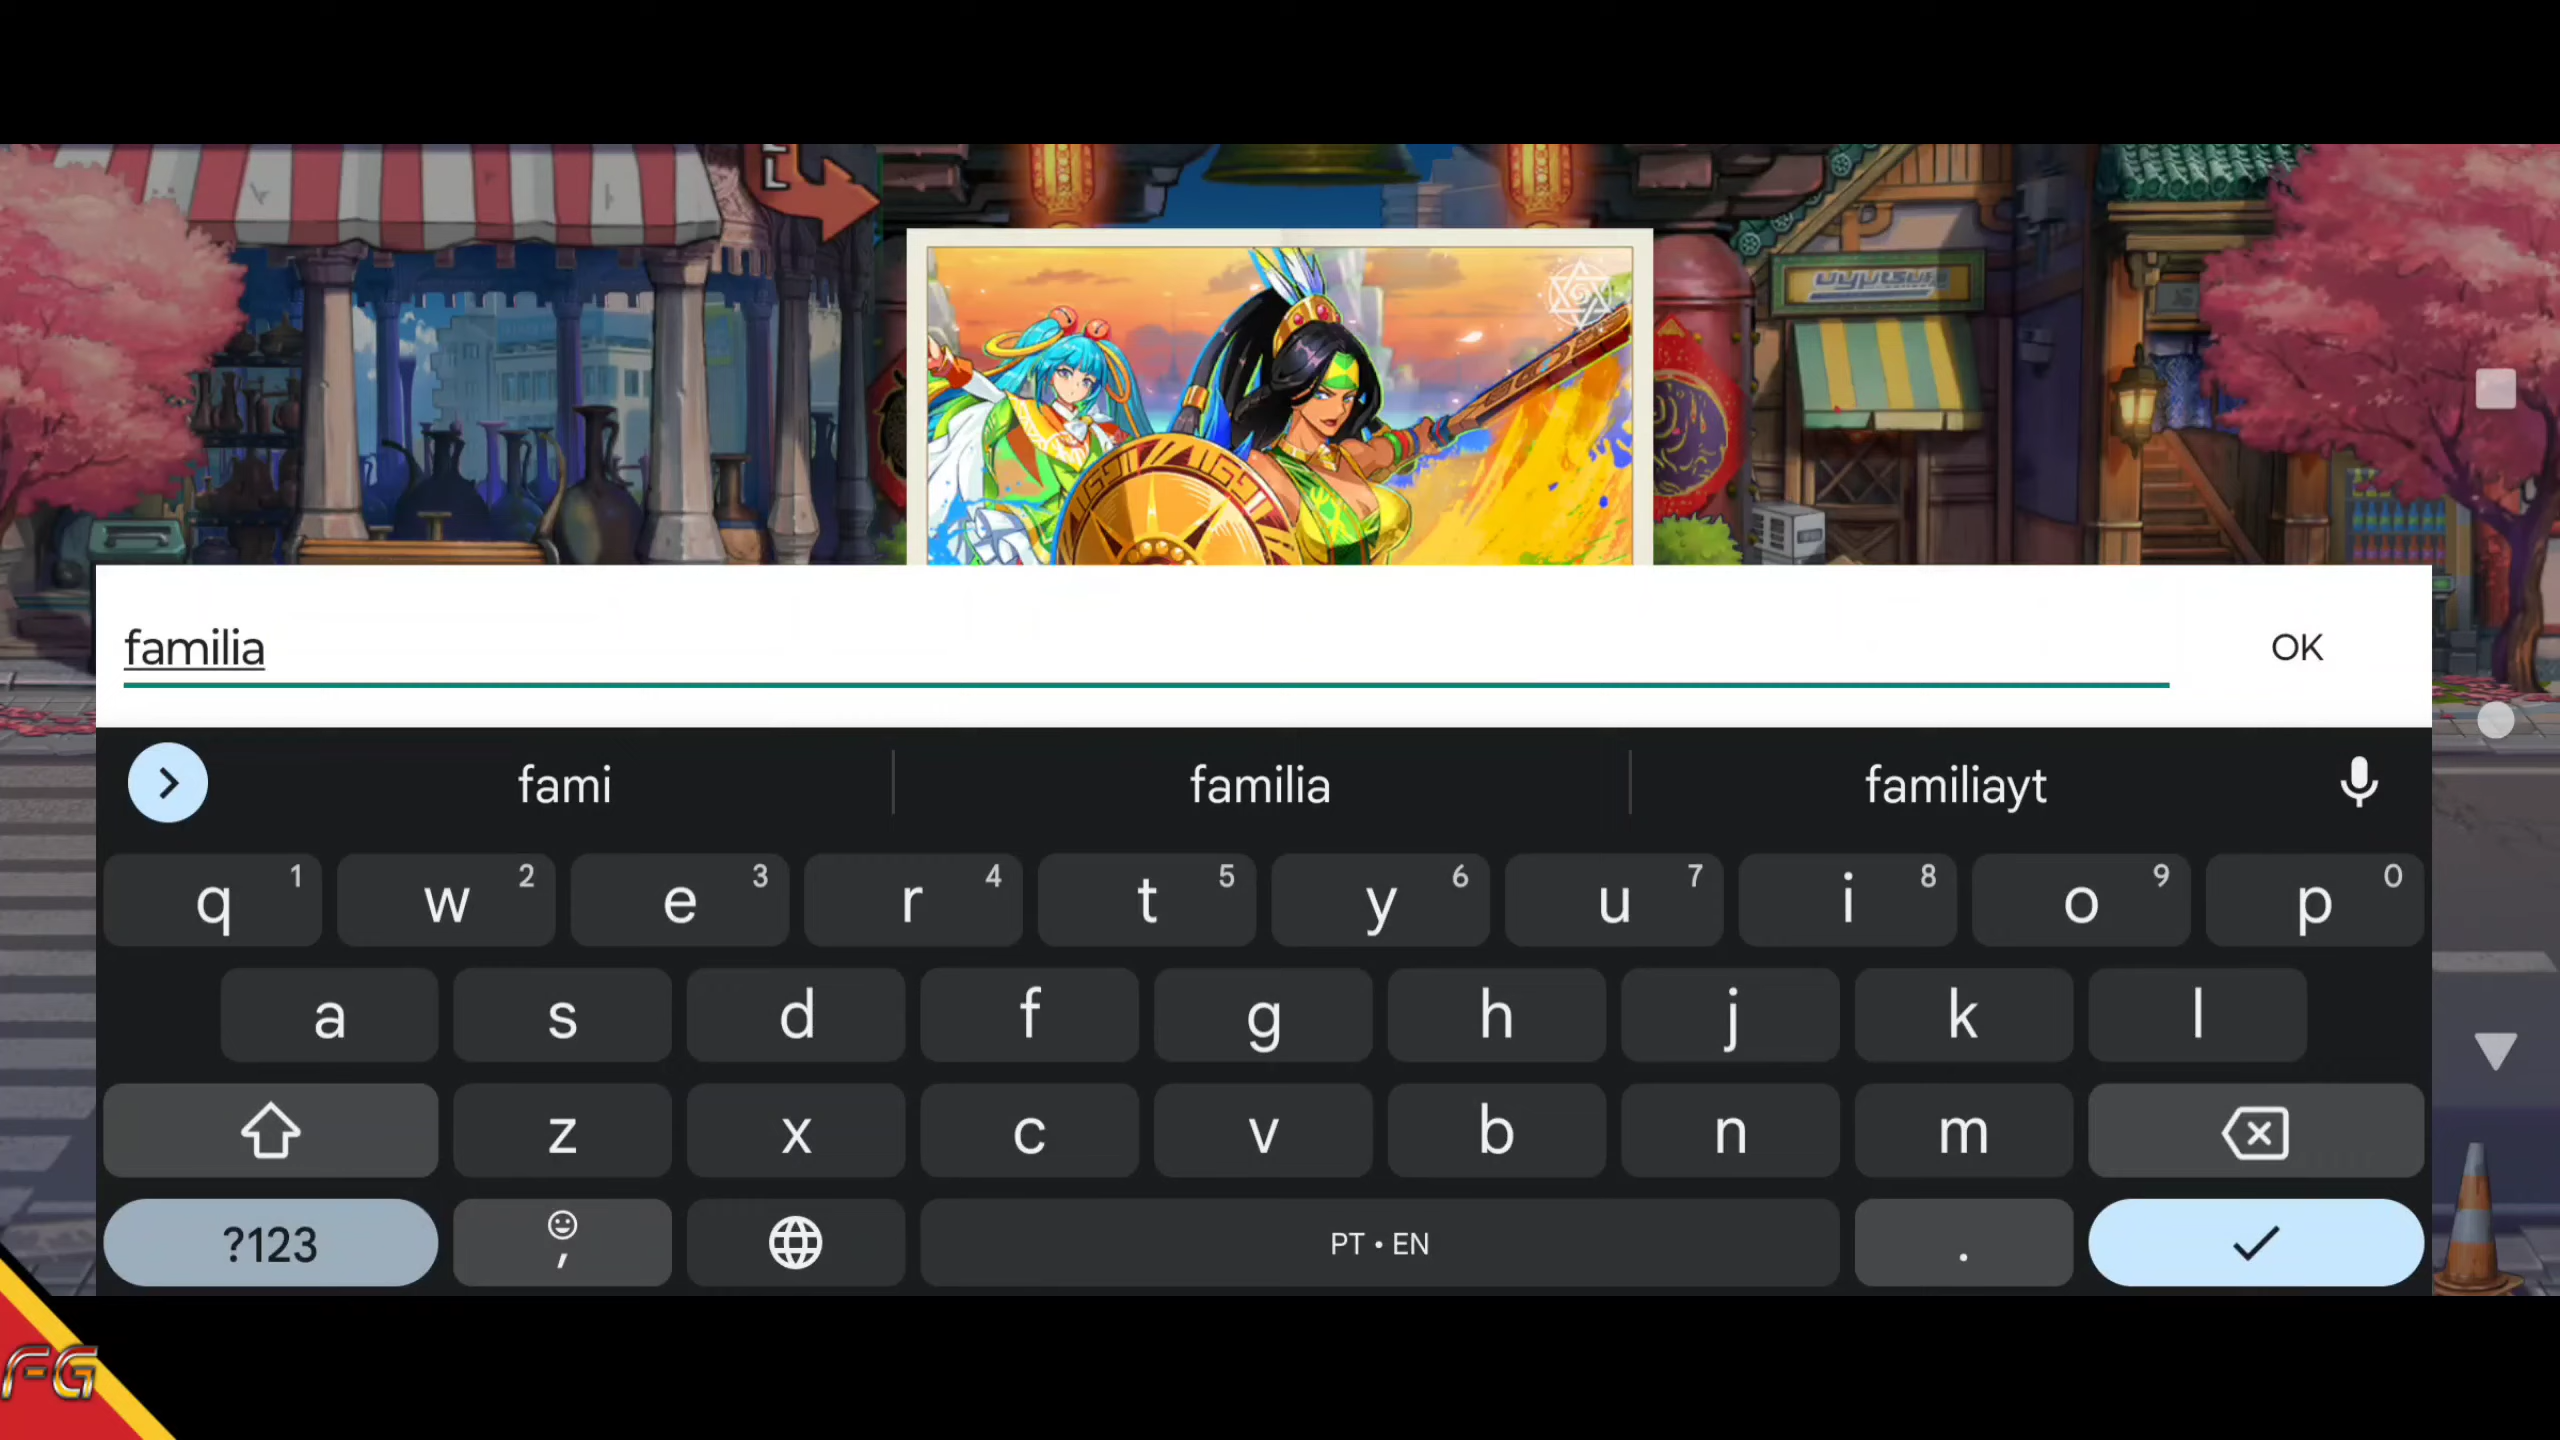 familia
OK
fami familia familiayt
q 1 w 2 e 3 r 4 t 5 y 6 u 7 i 8 o 9 p 0
a s d f g h j k l
z x c v b n m
?123 , PT • EN .
FG